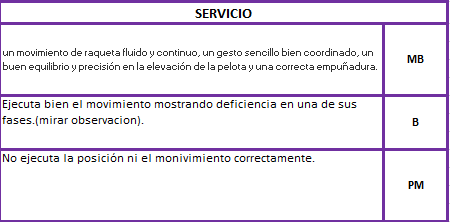 SERVICIO
un movimiento de raqueta fluido y continuo, un gesto sencillo bien coordinado, un
buen equilibrio y precisión en la elevación de la pelota y una correcta empuñadura.
MB
Ejecuta bien el movimiento mostrando deficiencia en una de sus
fases.(mirar observacion).
B
No ejecuta la posición ni el monivimiento correctamente.
PM